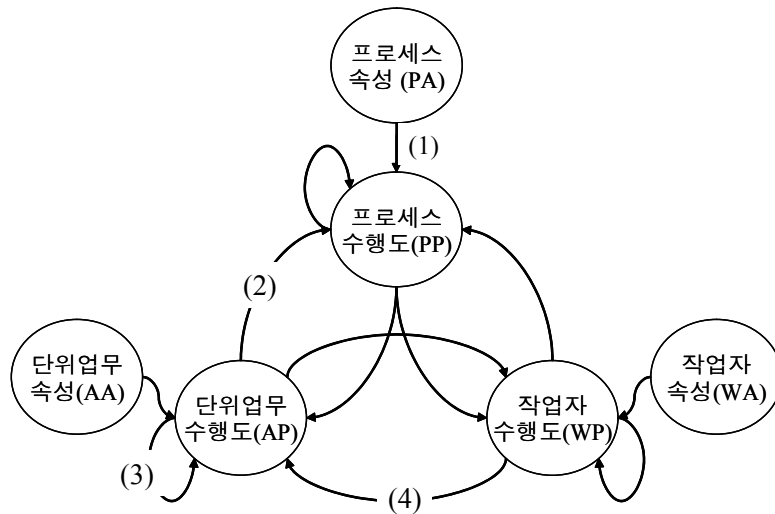 프로세스
속성 (PA)
(1)
프로세스
수행도(PP)
(2)
단위업무
속성(AA)
단위업무
수행도(AP)
작업자
수행도(WP)
작업자
속성(WA)
(3)
(4)